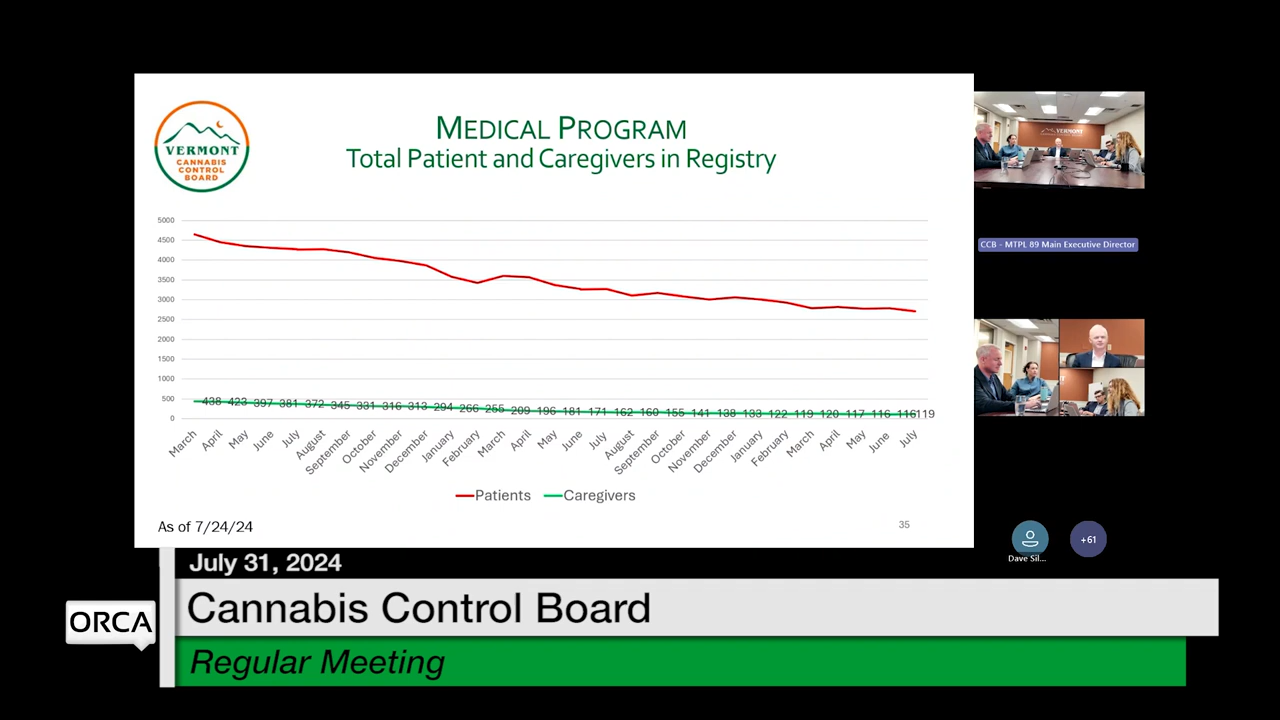 VERMONT
CANNABIS
CONTROL
BOARD
MEDICAL PROGRAM
Total Patient and Caregivers in Registry
5000
4500
4000
3500
3000
2500
2000
1500
1000
500
0
438 423 397 381 372 345 331 316 313 294 266 255 209 196 181 171 162 160 155 141 138 133 122 119 120 117 116 116 119
March April May June July August September October November December January February March April May June July August September October November December January February March April May June July
Patients Caregivers
As of 7/24/24
35
VERMONT
CCB - MTPL 89 Main Executive Director
+61
Dave Sil...
July 31, 2024
ORCA
Cannabis Control Board
Regular Meeting